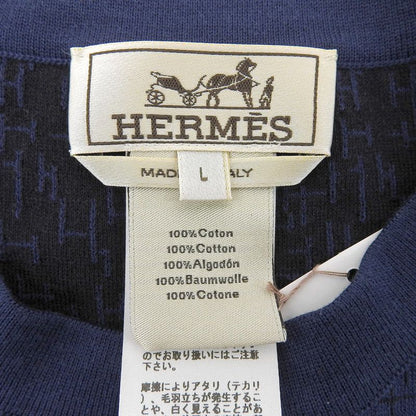 HERMÈS
MADE ITALY
L
100%Coton
100%Cotton
100%Algodón
100%Baumwolle
100%Cotone
のでお取り扱いにはご注意
下さい。
摩擦によりアタリ（テカリ
）、毛羽立ちが発生するこ
とや、白く見えることがあ